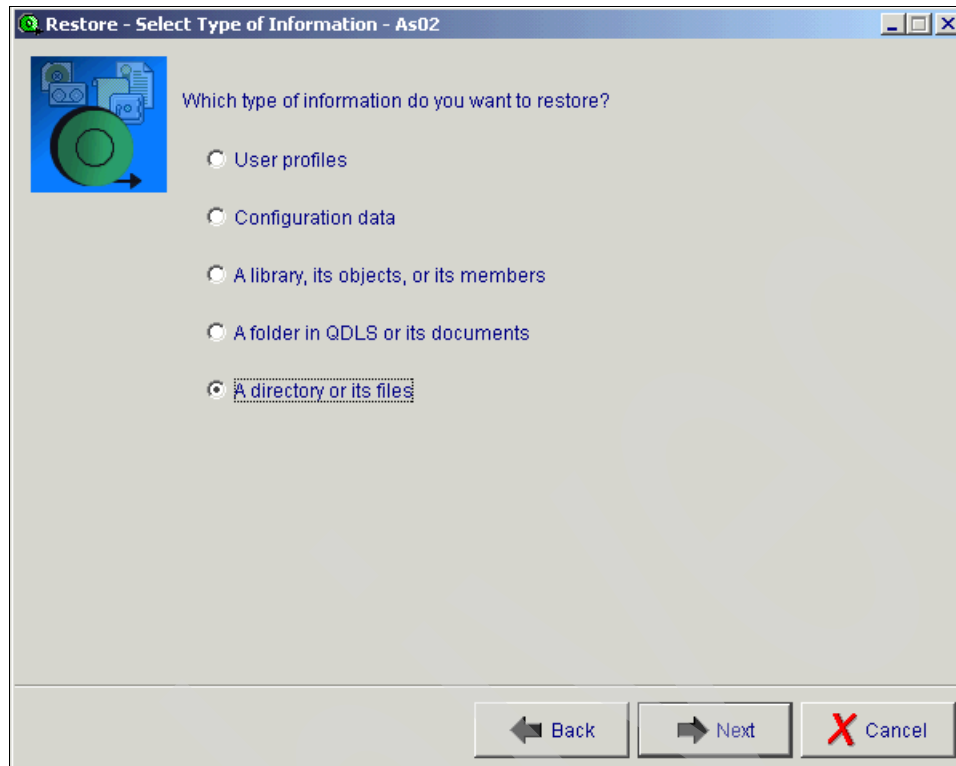 Restore - Select Type of Information - As02
Which type of information do you want to restore?
User profiles
Configuration data
A library, its objects, or its members
A folder in QDLS or its documents
A directory or its files
Back
Next
Cancel